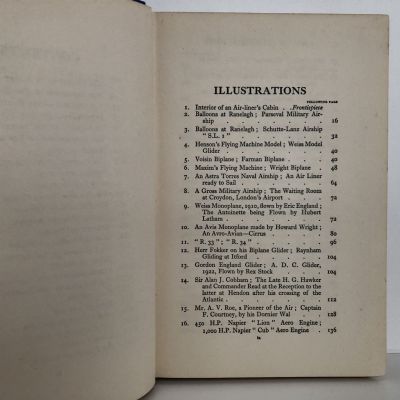 ILLUSTRATIONS
FOLLOWING PAGE
1. Interior of an Air-liner's Cabin . Frontispiece
2. Balloons at Ranelagh ; Parseval Military Air-
ship . . . . . . 16
3. Balloons at Ranelagh ; Schutte-Lanz Airship
" S.L. 2 " . . . . . . 32
4. Henson's Flying Machine Model ; Weiss Model
Glider . . . . . . 40
5. Voisin Biplane ; Farman Biplane . . . 40
6. Maxim's Flying Machine ; Wright Biplane . 48
7. An Astra Torres Naval Airship ; An Air Liner
ready to Sail . . . . . . 64
8. A Gross Military Airship ; The Waiting Room
at Croydon, London's Airport . . . 72
9. Weiss Monoplane, 1910, flown by Eric England ;
The Antoinette being Flown by Hubert
Latham . . . . . . 72
10. An Avis Monoplane made by Howard Wright ;
An Avro-Avian—Cirrus . . . . 80
11. " R. 33 " ; " R. 34 " . . . . 96
12. Herr Fokker on his Biplane Glider ; Raynham
Gliding at Itford . . . . . 104
13. Gordon England Glider ; A. D. C. Glider,
1922, Flown by Rex Stock . . . . 104
14. Sir Alan J. Cobham ; The Late H. G. Hawker
and Commander Read at the Reception to the
latter at Hendon after his crossing of the
Atlantic . . . . . . 112
15. Mr. A. V. Roe, a Pioneer of the Air ; Captain
F. Courtney, by his Dornier Wal . . 128
16. 450 H.P. Napier " Lion " Aero Engine ;
1,000 H.P. Napier " Cub " Aero Engine . 136